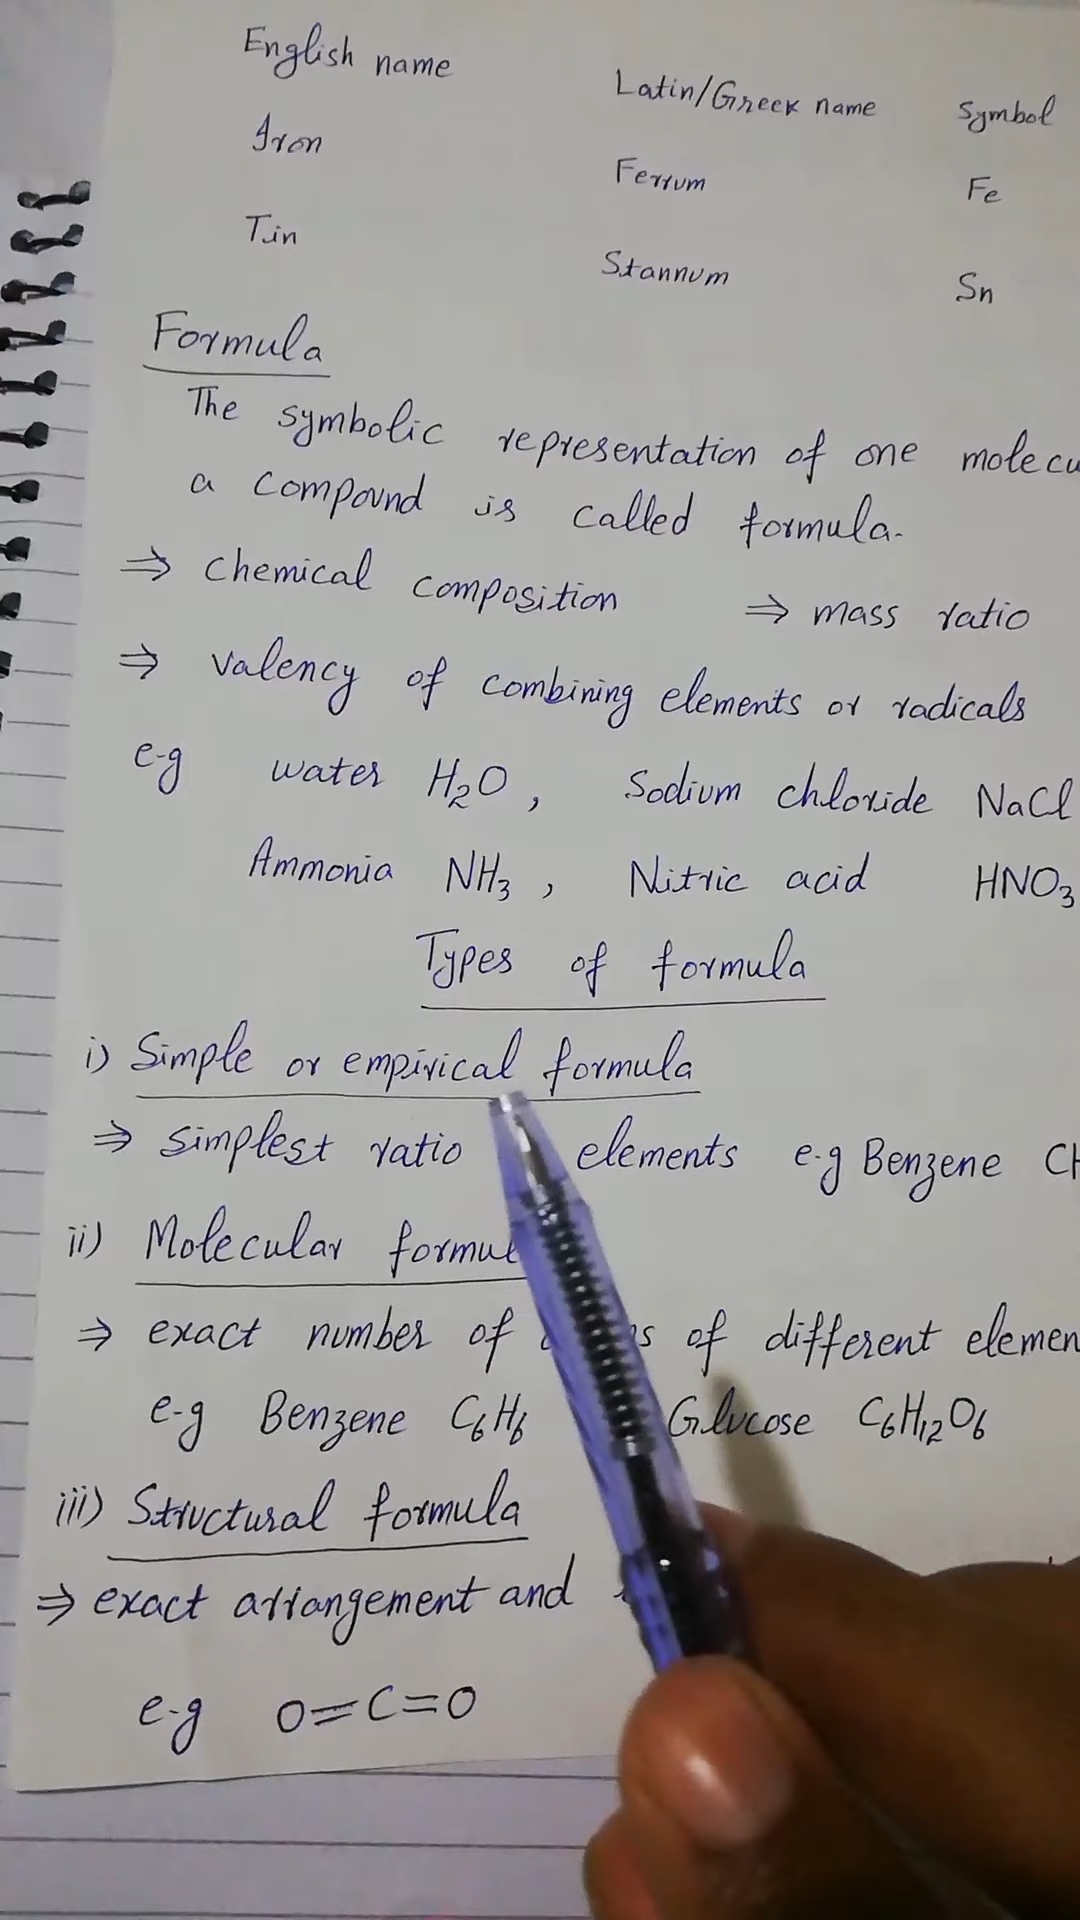 English name Latin/Greek name Symbol
Iron Ferrum Fe
Tin Stannum Sn
Formula
The symbolic representation of one
a compound is called formula.
⇒ chemical composition ⇒ mass ratio
⇒ valency of combining elements or radicals
e-g water H₂O, Sodium chloride NaCl
Ammonia NH₃, Nitric acid HNO₃
Types of formula
i) Simple or empirical formula
⇒ simplest ratio elements e-g Benzene
ii) Molecular
⇒ exact number of of different
e-g Benzene C₆H₆ Glucose C₆H₁₂O₆
iii) Structural formula
⇒ exact arrangement and
e-g O=C=O